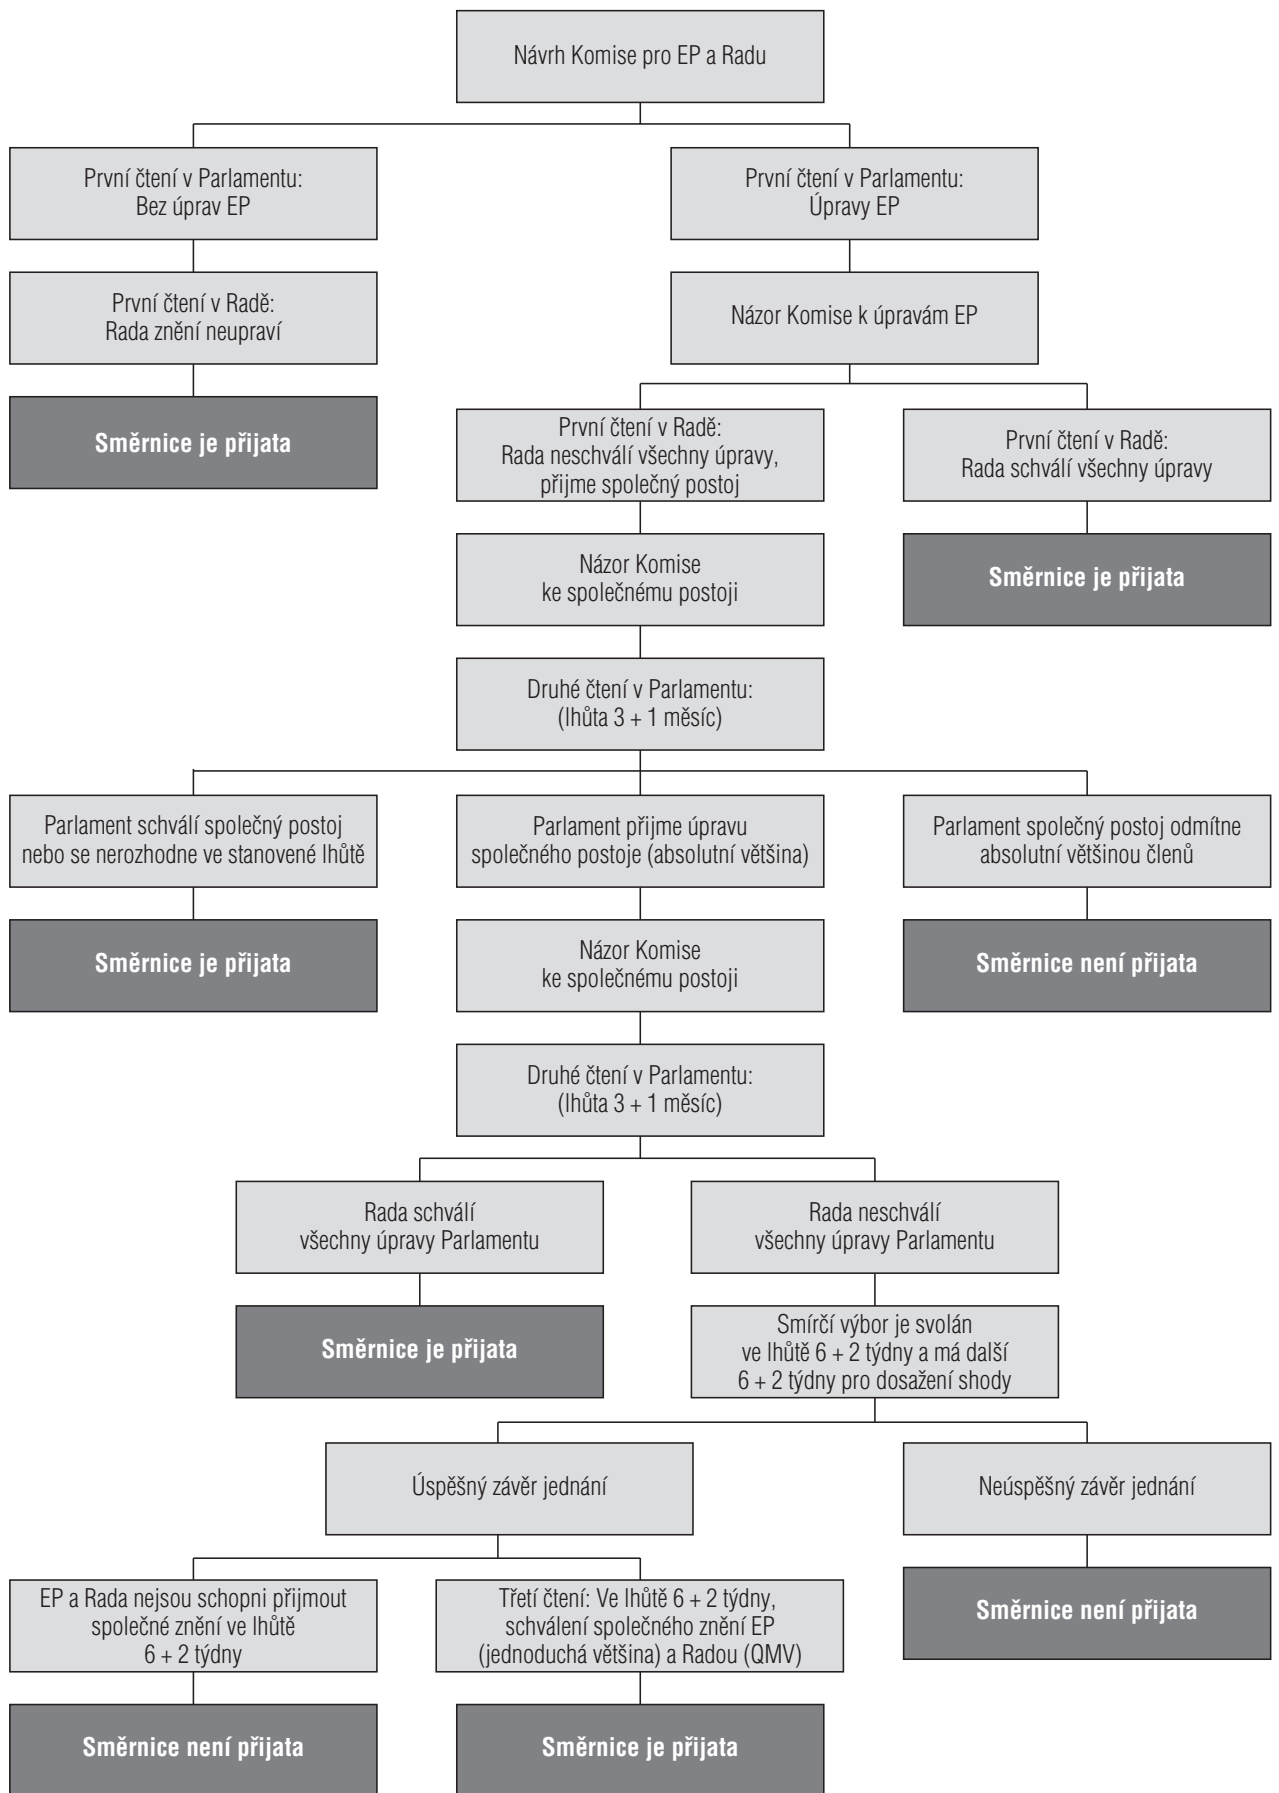 Návrh Komise pro EP a Radu
První čtení v Parlamentu:
Bez úprav EP
První čtení v Parlamentu:
Úpravy EP
První čtení v Radě:
Rada znění neupraví
Názor Komise k úpravám EP
Směrnice je přijata
První čtení v Radě:
Rada neschválí všechny úpravy,
přijme společný postoj
První čtení v Radě:
Rada schválí všechny úpravy
Názor Komise
ke společnému postoji
Směrnice je přijata
Druhé čtení v Parlamentu:
(lhůta 3 + 1 měsíc)
Parlament schválí společný postoj
nebo se nerozhodne ve stanovené lhůtě
Parlament přijme úpravu
společného postoje (absolutní většina)
Parlament společný postoj odmítne
absolutní většinou členů
Směrnice je přijata
Názor Komise
ke společnému postoji
Směrnice není přijata
Druhé čtení v Parlamentu:
(lhůta 3 + 1 měsíc)
Rada schválí
všechny úpravy Parlamentu
Rada neschválí
všechny úpravy Parlamentu
Směrnice je přijata
Smírčí výbor je svolán
ve lhůtě 6 + 2 týdny a má další
6 + 2 týdny pro dosažení shody
Úspěšný závěr jednání
Neúspěšný závěr jednání
EP a Rada nejsou schopni přijmout
společné znění ve lhůtě
6 + 2 týdny
Třetí čtení: Ve lhůtě 6 + 2 týdny,
schválení společného znění EP
(jednoduchá většina) a Radou (QMV)
Směrnice není přijata
Směrnice není přijata
Směrnice je přijata